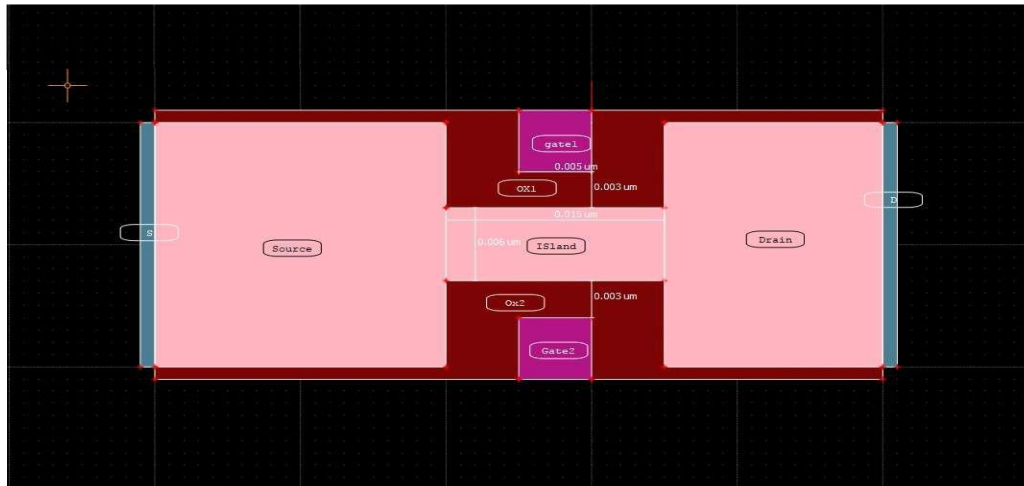 gate1
0.005 um
OX1
0.003 um
0.015 um
S
Source
0.006 um
ISland
Drain
D
Ox2
0.003 um
Gate2